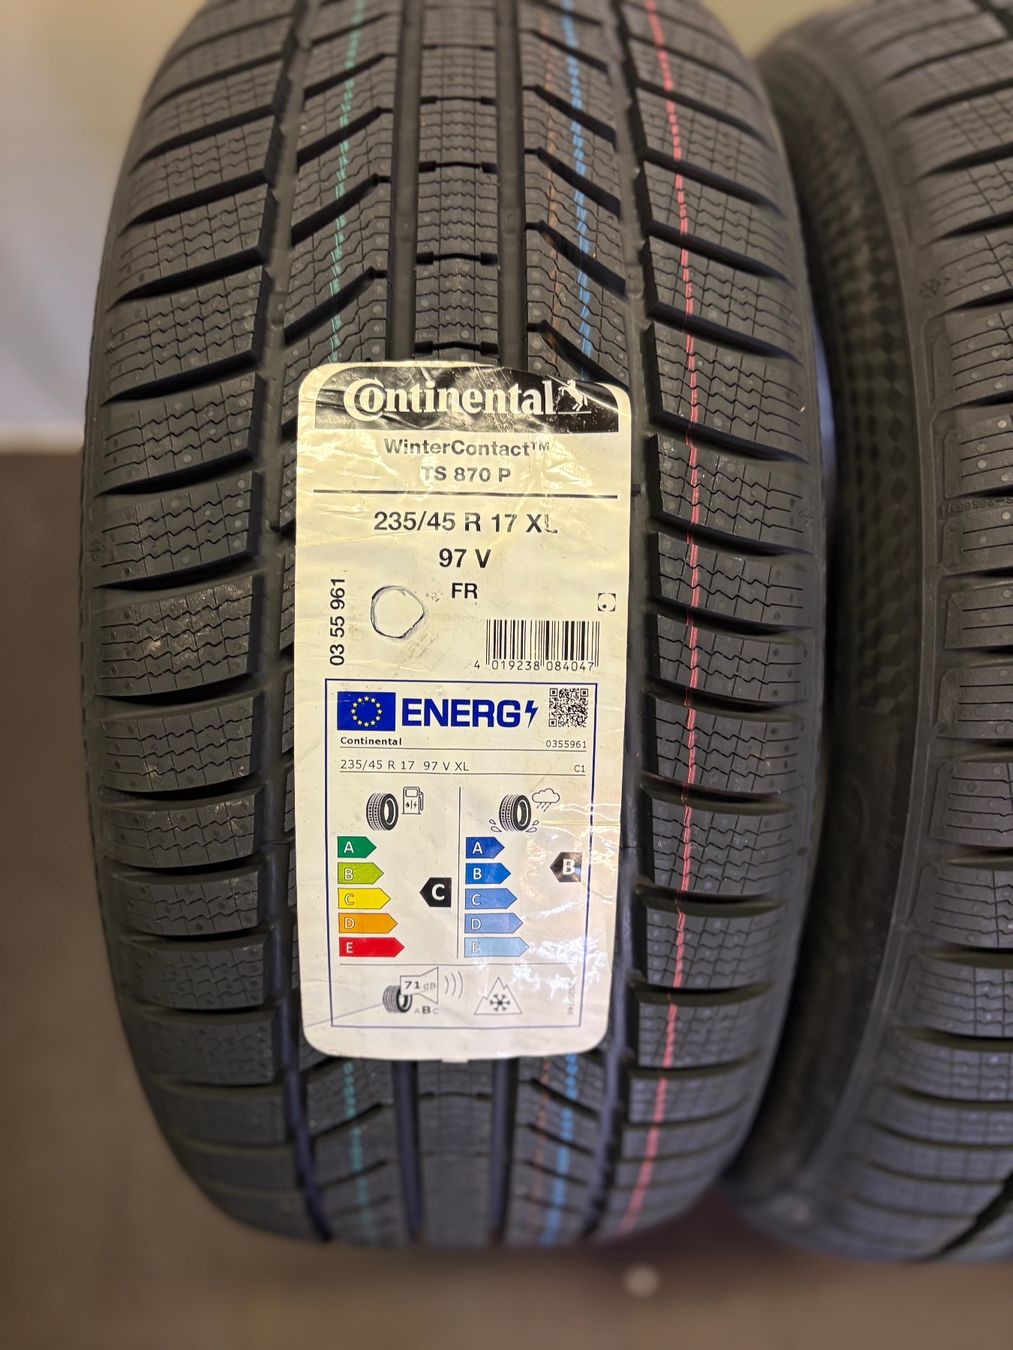 Continental
WinterContact™
TS 870 P
235/45 R 17 XL
97 V
FR
03 55 961
4 019238 084047
ENERG
Continental 0355961
235/45 R 17 97 V XL C1
A A
B B B
C C C
D D
E E
71 dB
ABC